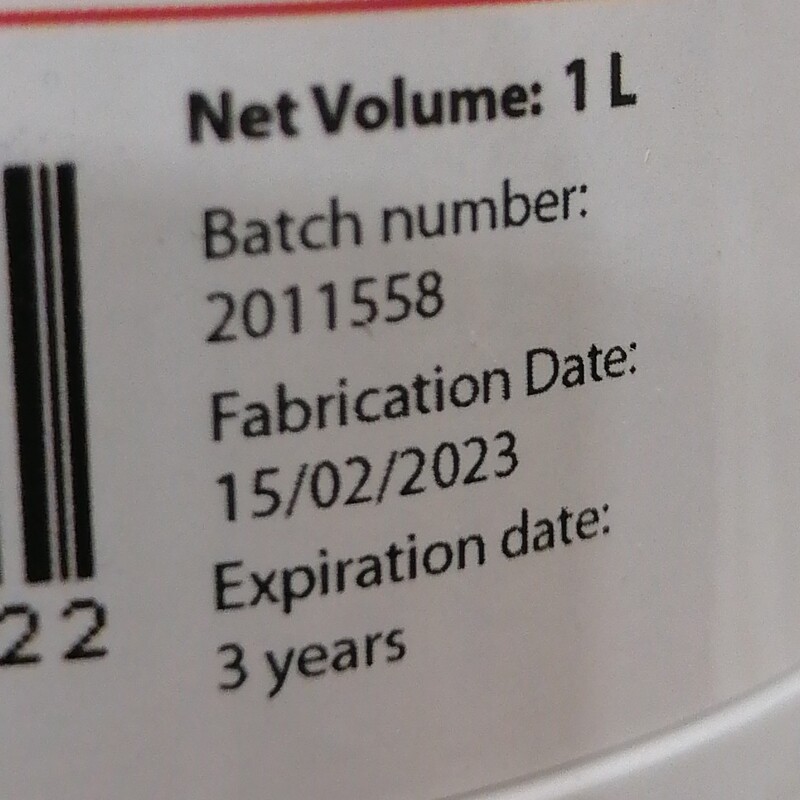 Net Volume: 1 L
Batch number:
2011558
Fabrication Date:
15/02/2023
Expiration date:
3 years
22